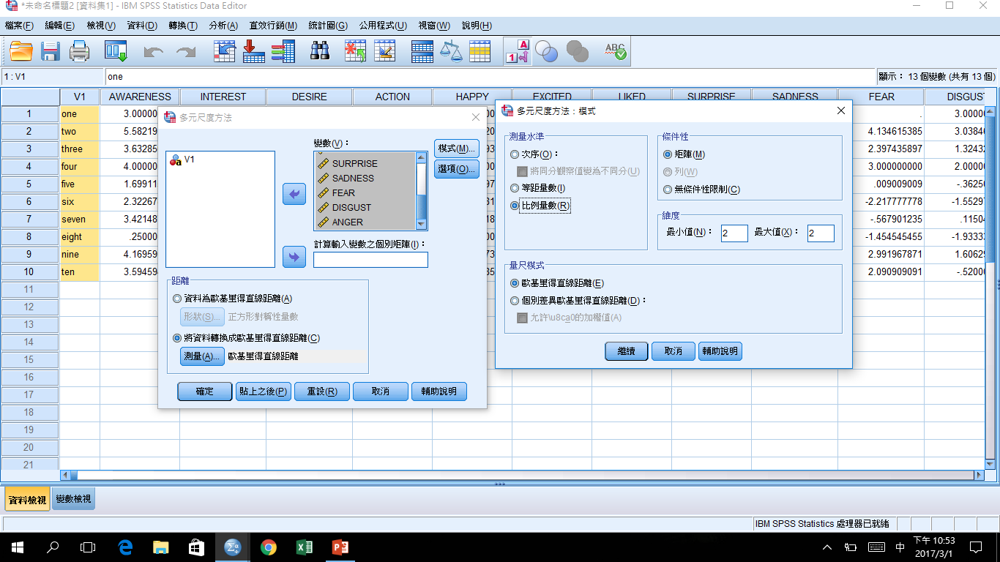 *未命名標題2 [資料集1] - IBM SPSS Statistics Data Editor
檔案(F) 編輯(E) 檢視(V) 資料(D) 轉換(T) 分析(A) 直效行銷(M) 統計圖(G) 公用程式(U) 視窗(W) 說明(H)
1 : V1 one 顯示： 13 個變數 (共有 13 個)
V1 AWARENESS INTEREST DESIRE ACTION HAPPY EXCITED LIKED SURPRISE SADNESS FEAR DISGUST
1 one 3.00000 00 . 3.00000
2 two 5.58219 20 4.134615385 3.03846
3 three 3.63285 93 2.397435897 1.32432
4 four 4.00000 00 3.000000000 2.00000
5 five 1.69911 97 .009009009 -.36250
6 six 2.32267 31 -2.217777778 -1.55297
7 seven 3.42148 18 -.567901235 .11504
8 eight .25000 00 -1.454545455 -1.93333
9 nine 4.16959 73 2.991967871 1.60629
10 ten 3.59459 35 2.090909091 -.52000
11
12
13
14
15
16
17
18
19
20
21
多元尺度方法
V1
變數(V)：
SURPRISE
SADNESS
FEAR
DISGUST
ANGER
模式(M)...
選項(O)...
計算輸入變數之個別矩陣(I)：
距離
資料為歐基里得直線距離(A)
形狀(S)... 正方形對稱性量數
將資料轉換成歐基里得直線距離(C)
測量(A)... 歐基里得直線距離
確定 貼上之後(P) 重設(R) 取消 輔助說明
多元尺度方法：模式
測量水準
次序(O)：
將同分觀察值變為不同分(U)
等距量數(I)
比例量數(R)
條件性
矩陣(M)
列(W)
無條件性限制(C)
維度
最小值(N)： 2 最大值(X)： 2
量尺模式
歐基里得直線距離(E)
個別差異歐基里得直線距離(D)：
允許\u8ca0的加權值(A)
繼續 取消 輔助說明
資料檢視 變數檢視
IBM SPSS Statistics 處理器已就緒
中 下午 10:53
2017/3/1